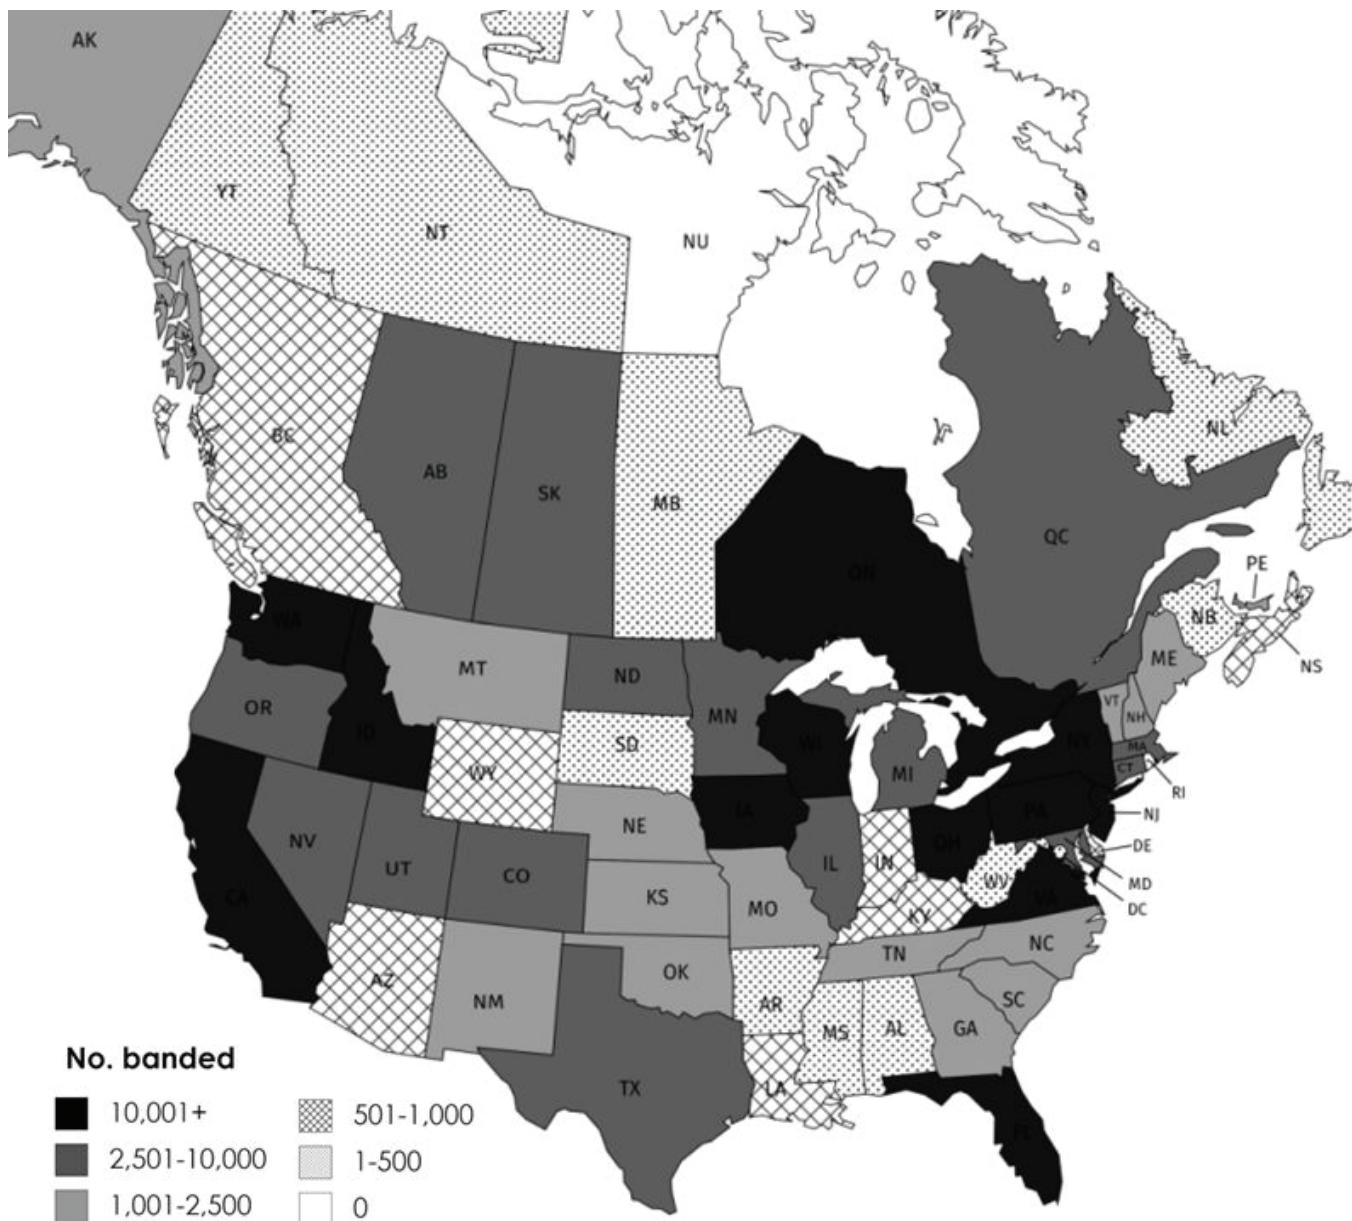 AK
YT
NT
NU
BC
AB
SK
MB
ON
QC
NL
PE
NB
NS
WA
MT
ND
MN
ME
VT
NH
OR
ID
WY
SD
WI
MI
NY
MA
CT
RI
NV
UT
CO
NE
IA
IL
IN
OH
PA
NJ
DE
MD
DC
CA
KS
MO
KY
WV
VA
AZ
NM
OK
AR
TN
NC
SC
MS
AL
GA
TX
LA
FL
No. banded
10,001+
2,501-10,000
1,001-2,500
501-1,000
1-500
0